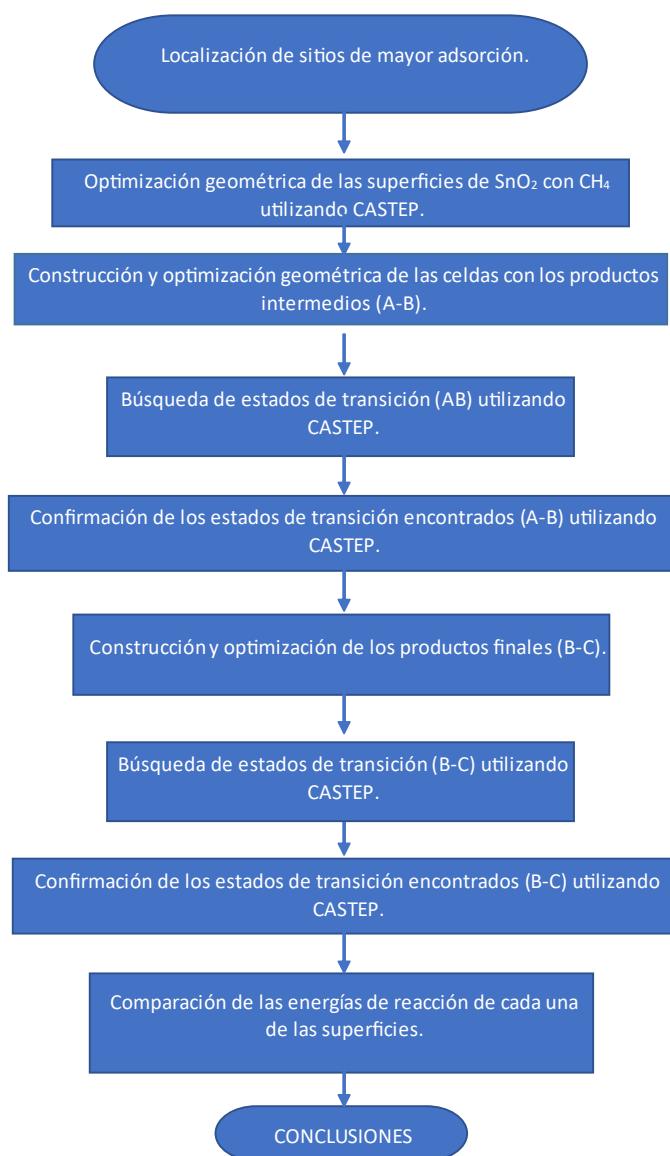 Localización de sitios de mayor adsorción.
Optimización geométrica de las superficies de SnO₂ con CH₄
utilizando CASTEP.
Construcción y optimización geométrica de las celdas con los productos
intermedios (A-B).
Búsqueda de estados de transición (AB) utilizando
CASTEP.
Confirmación de los estados de transición encontrados (A-B) utilizando
CASTEP.
Construcción y optimización de los productos finales (B-C).
Búsqueda de estados de transición (B-C) utilizando
CASTEP.
Confirmación de los estados de transición encontrados (B-C) utilizando
CASTEP.
Comparación de las energías de reacción de cada una
de las superficies.
CONCLUSIONES